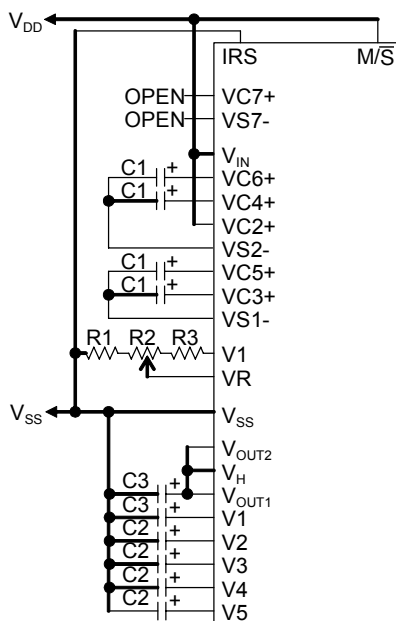 VDD
IRS M/S̅
OPEN VC7+
OPEN VS7-
VIN
C1 + VC6+
C1 + VC4+
VC2+
VS2-
C1 + VC5+
C1 + VC3+
VS1-
R1 R2 R3 V1
VR
VSS VSS
VOUT2
VH
C3 + VOUT1
C3 + V1
C2 + V2
C2 + V3
C2 + V4
C2 + V5